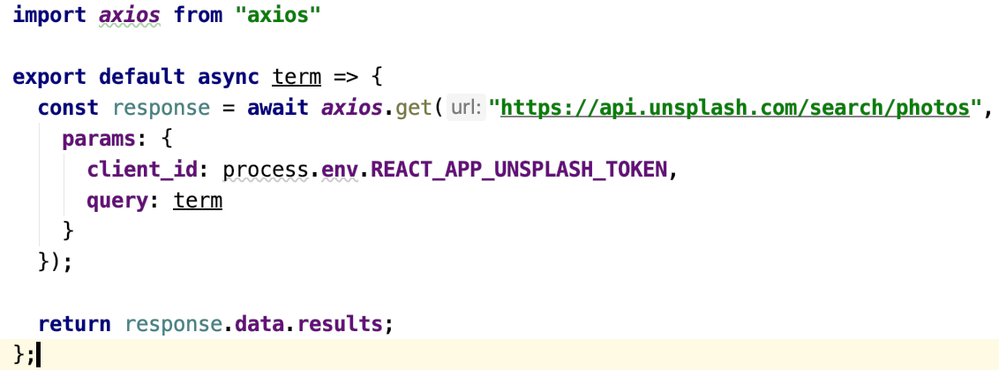 import axios from "axios"
export default async term => {
const response = await axios.get( url: "https://api.unsplash.com/search/photos",
params: {
client_id: process.env.REACT_APP_UNSPLASH_TOKEN,
query: term
}
});
return response.data.results;
};